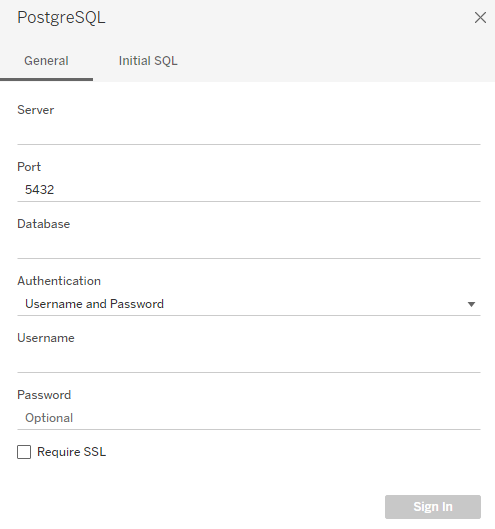 PostgreSQL
General Initial SQL
Server
Port
5432
Database
Authentication
Username and Password
Username
Password
Optional
Require SSL
Sign In